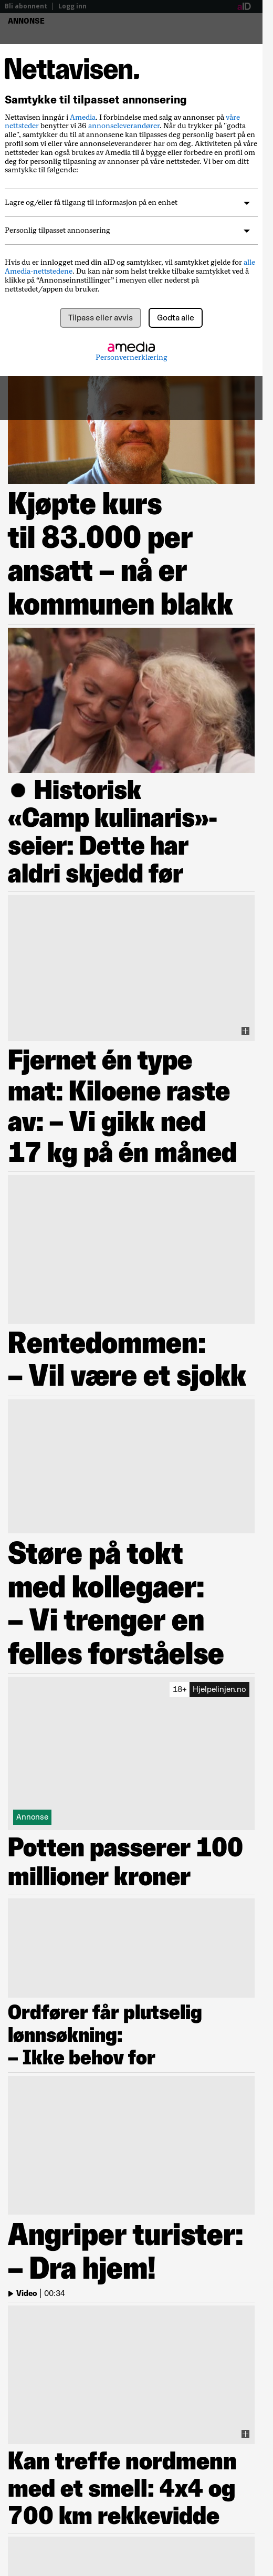 Bli abonnent | Logg inn
aID
ANNONSE
Nettavisen.
Samtykke til tilpasset annonsering
Nettavisen inngår i Amedia. I forbindelse med salg av annonser på våre
nettsteder benytter vi 36 annonseleverandører. Når du trykker på "godta
alle", samtykker du til at annonsene kan tilpasses deg personlig basert på en
profil som vi eller våre annonseleverandører har om deg. Aktiviteten på våre
nettsteder kan også brukes av Amedia til å bygge eller forbedre en profil om
deg for personlig tilpasning av annonser på våre nettsteder. Vi ber om ditt
samtykke til følgende:
Lagre og/eller få tilgang til informasjon på en enhet
Personlig tilpasset annonsering
Hvis du er innlogget med din aID og samtykker, vil samtykket gjelde for alle
Amedia-nettstedene. Du kan når som helst trekke tilbake samtykket ved å
klikke på “Annonseinnstillinger” i menyen eller nederst på
nettstedet/appen du bruker.
Tilpass eller avvis
Godta alle
amedia
Personvernerklæring
Kjøpte kurs
til 83.000 per
ansatt – nå er
kommunen blakk
● Historisk
«Camp kulinaris»-
seier: Dette har
aldri skjedd før
Fjernet én type
mat: Kiloene raste
av: – Vi gikk ned
17 kg på én måned
Rentedommen:
– Vil være et sjokk
Støre på tokt
med kollegaer:
– Vi trenger en
felles forståelse
18+ Hjelpelinjen.no
Annonse
Potten passerer 100
millioner kroner
Ordfører får plutselig
lønnsøkning:
– Ikke behov for
Angriper turister:
– Dra hjem!
Video | 00:34
Kan treffe nordmenn
med et smell: 4x4 og
700 km rekkevidde